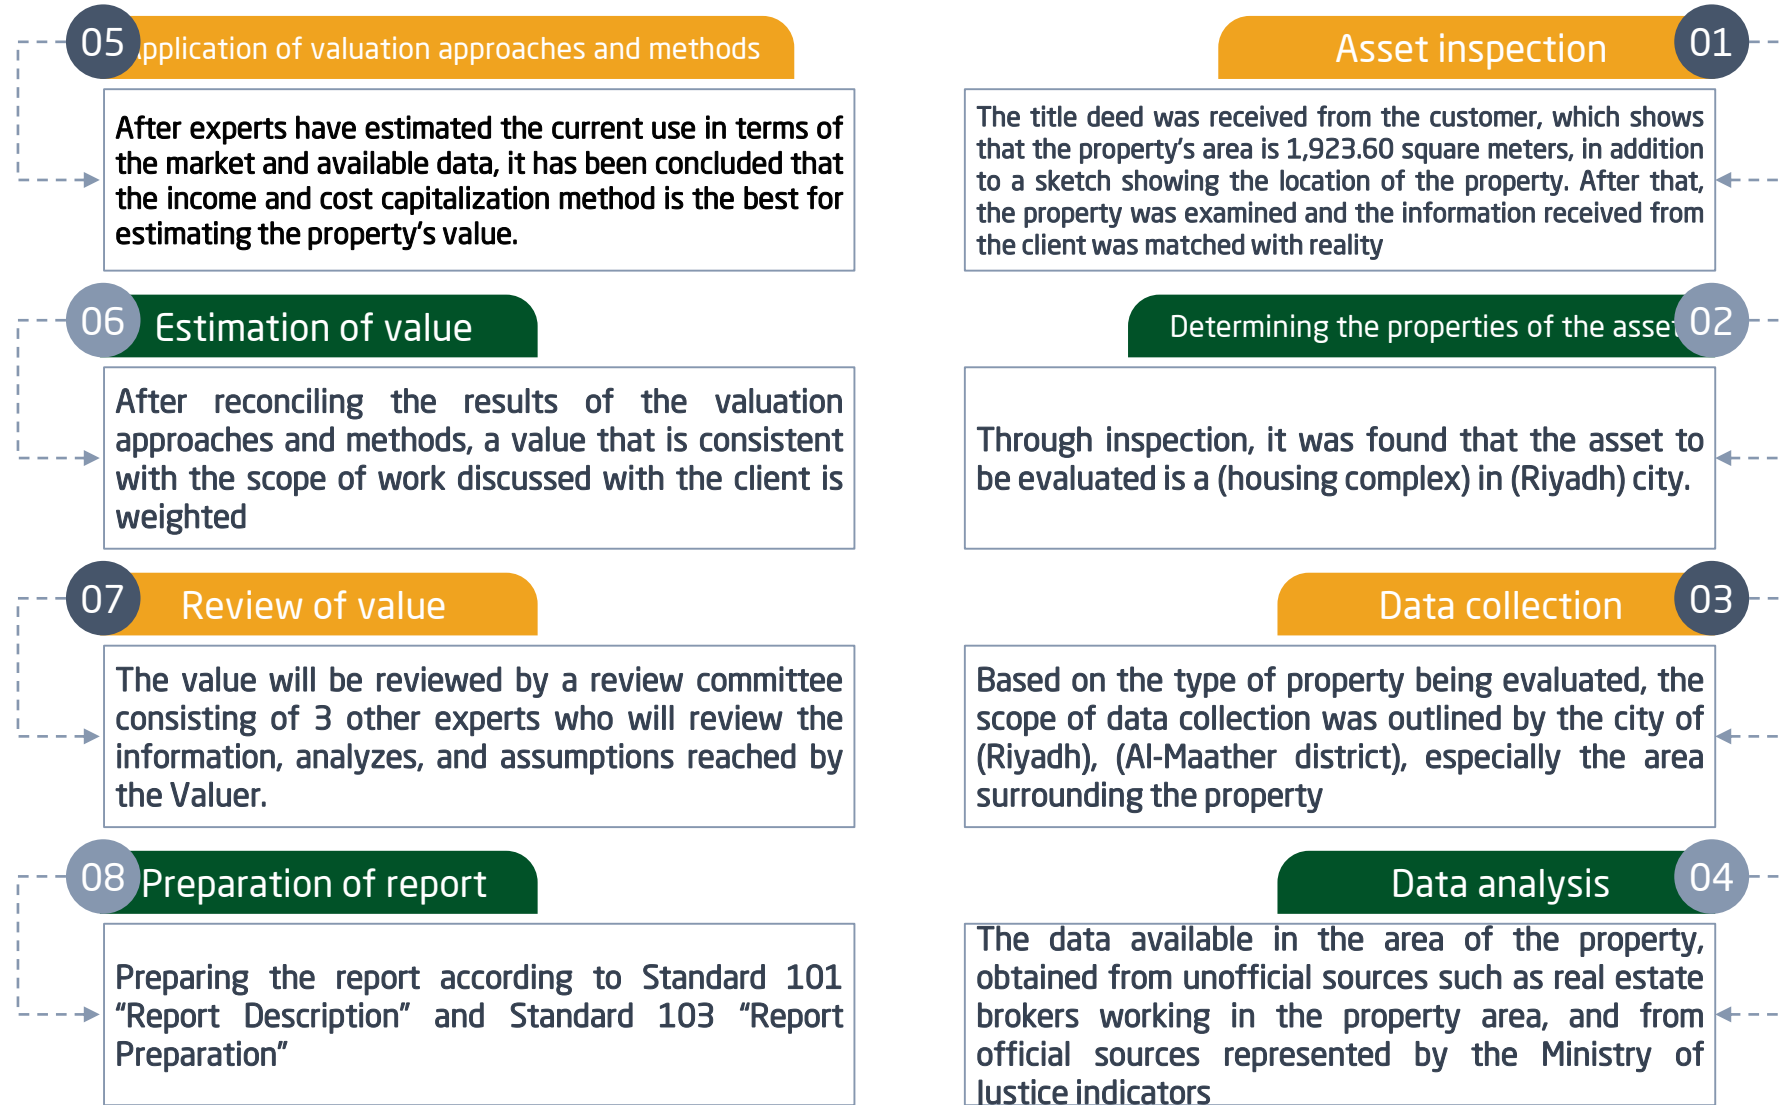 01
Asset inspection
The title deed was received from the customer, which shows
that the property's area is 1,923.60 square meters, in addition
to a sketch showing the location of the property. After that,
the property was examined and the information received from
the client was matched with reality
02
Determining the properties of the asset
Through inspection, it was found that the asset to
be evaluated is a (housing complex) in (Riyadh) city.
03
Data collection
Based on the type of property being evaluated, the
scope of data collection was outlined by the city of
(Riyadh), (Al-Maather district), especially the area
surrounding the property
04
Data analysis
The data available in the area of the property,
obtained from unofficial sources such as real estate
brokers working in the property area, and from
official sources represented by the Ministry of
Justice indicators
05
Application of valuation approaches and methods
After experts have estimated the current use in terms of
the market and available data, it has been concluded that
the income and cost capitalization method is the best for
estimating the property's value.
06
Estimation of value
After reconciling the results of the valuation
approaches and methods, a value that is consistent
with the scope of work discussed with the client is
weighted
07
Review of value
The value will be reviewed by a review committee
consisting of 3 other experts who will review the
information, analyzes, and assumptions reached by
the Valuer.
08
Preparation of report
Preparing the report according to Standard 101
“Report Description” and Standard 103 “Report
Preparation”